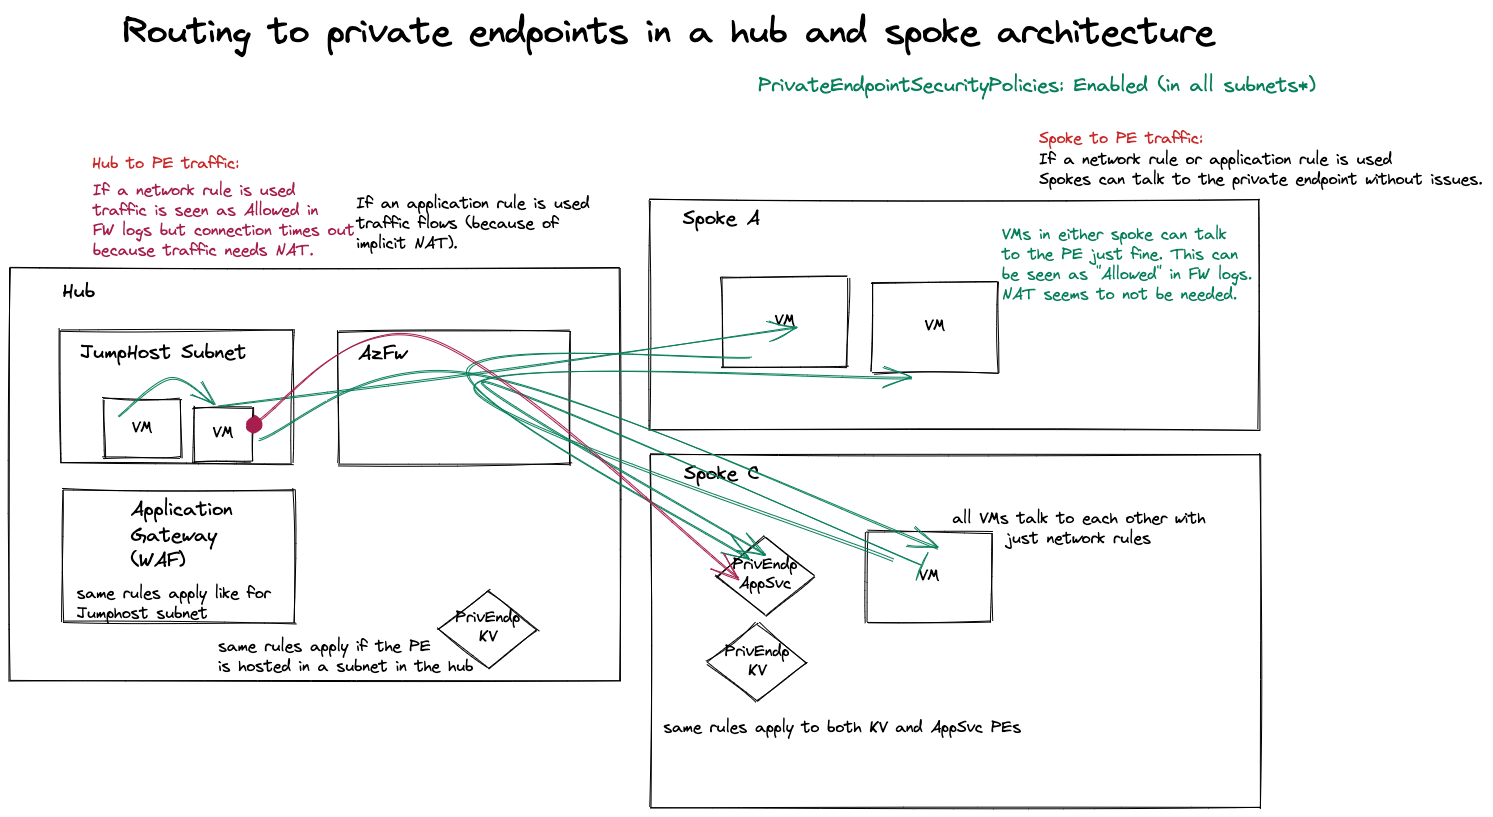 Routing to private endpoints in a hub and spoke architecture
PrivateEndpointSecurityPolicies: Enabled (in all subnets*)
Hub to PE traffic:
If a network rule is used
traffic is seen as Allowed in
FW logs but connection times out
because traffic needs NAT.
If an application rule is used
traffic flows (because of
implicit NAT).
Spoke to PE traffic:
If a network rule or application rule is used
Spokes can talk to the private endpoint without issues.
Hub
JumpHost Subnet
VM
VM
AzFw
Application
Gateway
(WAF)
same rules apply like for
Jumphost subnet
same rules apply if the PE
is hosted in a subnet in the hub
PrivEndp
KV
Spoke A
VM
VM
VMs in either spoke can talk
to the PE just fine. This can
be seen as "Allowed" in FW logs.
NAT seems to not be needed.
Spoke C
PrivEndp
AppSvc
PrivEndp
KV
VM
all VMs talk to each other with
just network rules
same rules apply to both KV and AppSvc PEs